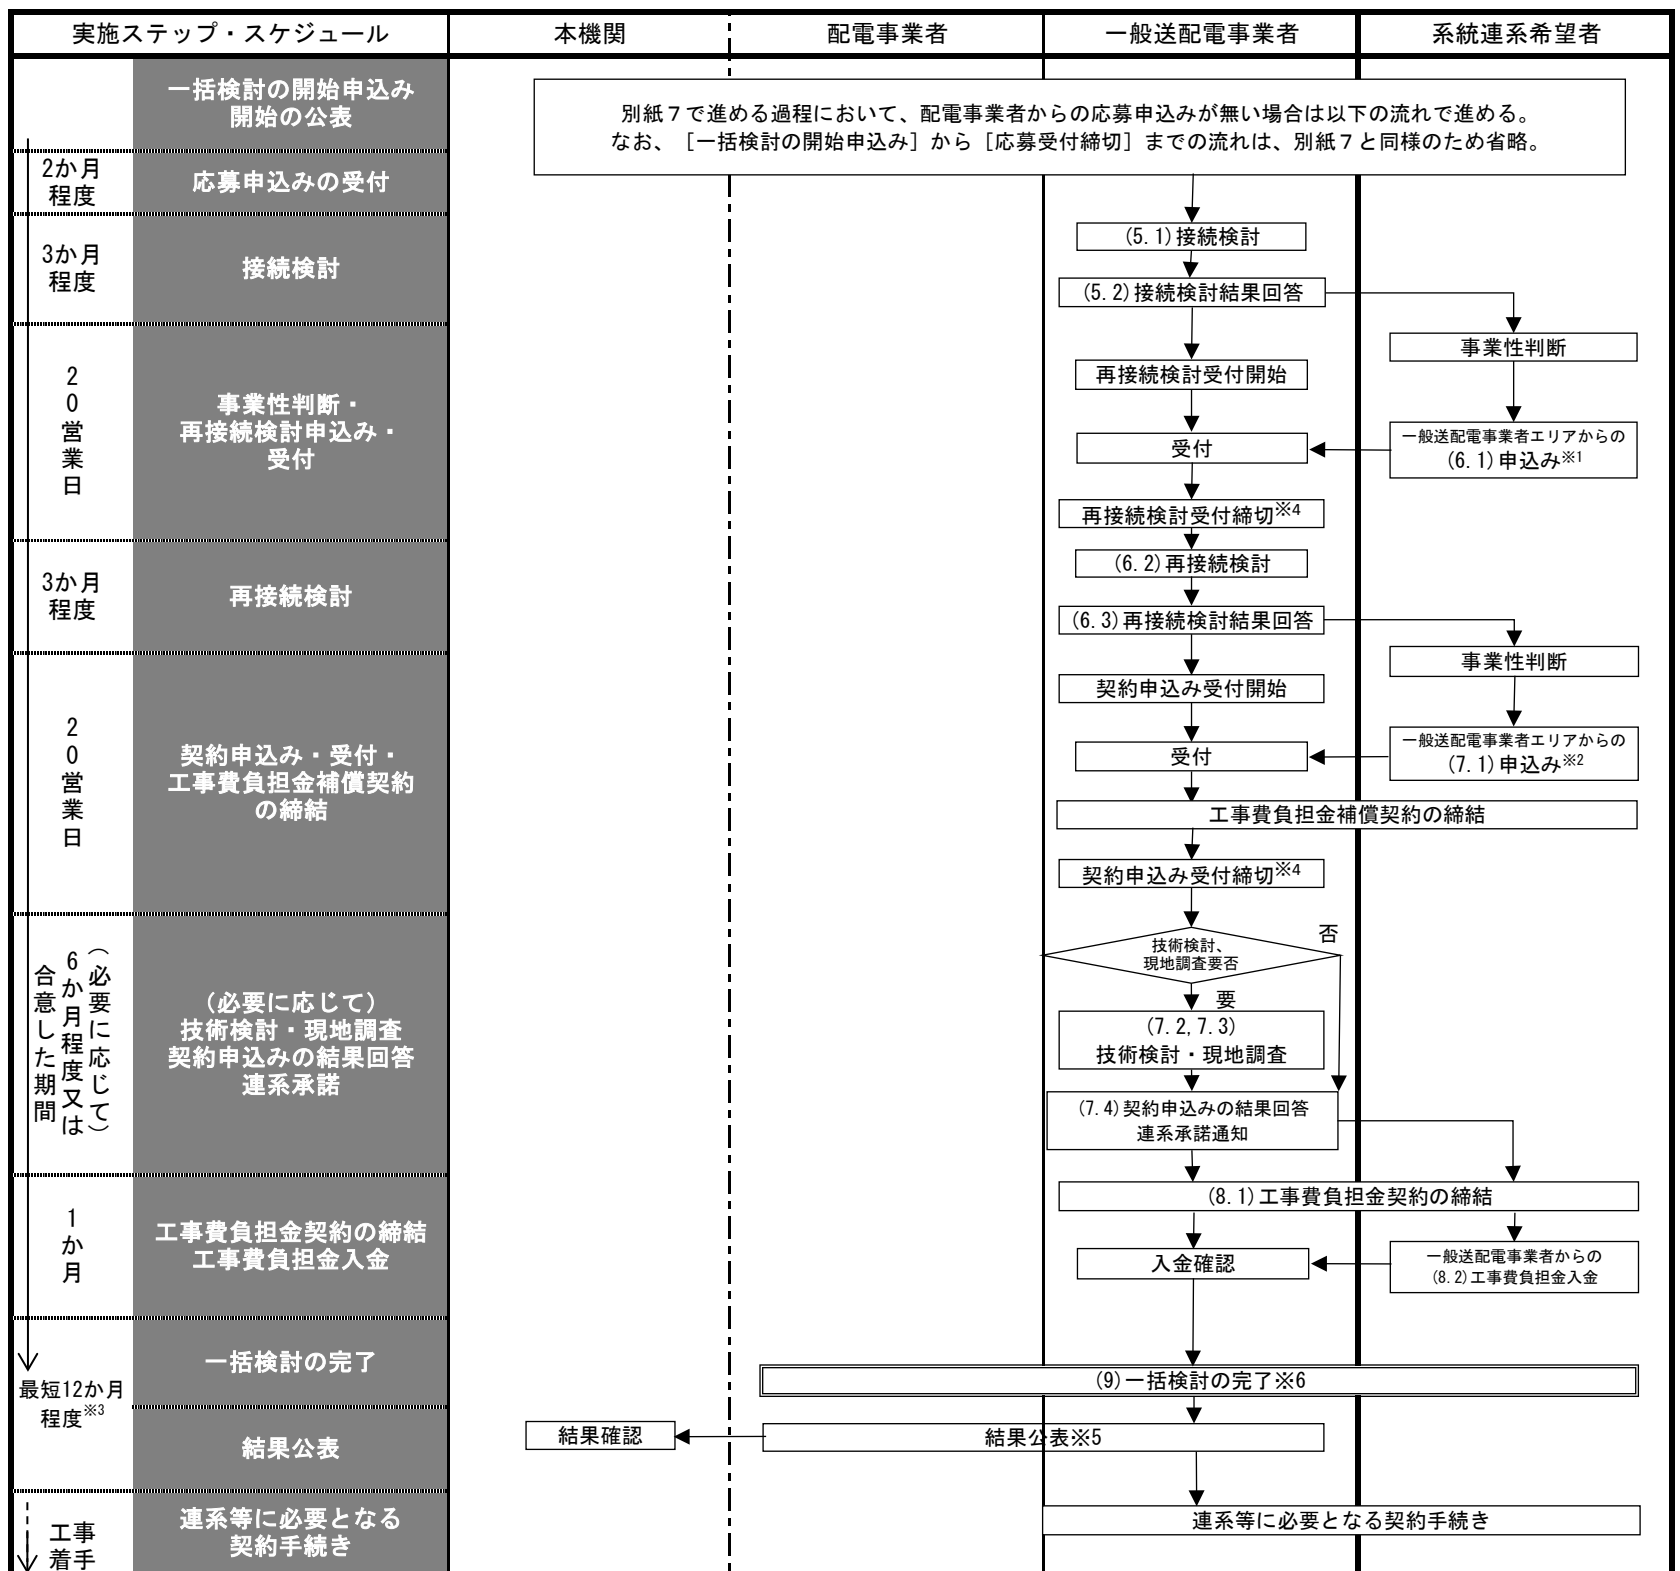 実施ステップ・スケジュール
本機関
配電事業者
一般送配電事業者
系統連系希望者
一括検討の開始申込み
開始の公表
別紙７で進める過程において、配電事業者からの応募申込みが無い場合は以下の流れで進める。
なお、［一括検討の開始申込み］から［応募受付締切］までの流れは、別紙７と同様のため省略。
2か月
程度
応募申込みの受付
3か月
程度
接続検討
(5.1)接続検討
(5.2)接続検討結果回答
20営業日
事業性判断・
再接続検討申込み・
受付
事業性判断
再接続検討受付開始
一般送配電事業者エリアからの
(6.1)申込み※1
受付
再接続検討受付締切※4
3か月
程度
再接続検討
(6.2)再接続検討
(6.3)再接続検討結果回答
20営業日
契約申込み・受付・
工事費負担金補償契約
の締結
事業性判断
契約申込み受付開始
一般送配電事業者エリアからの
(7.1)申込み※2
受付
工事費負担金補償契約の締結
契約申込み受付締切※4
（必要に応じて）
6か月程度又は
合意した期間
（必要に応じて）
技術検討・現地調査
契約申込みの結果回答
連系承諾
技術検討、
現地調査要否
否
要
(7.2,7.3)
技術検討・現地調査
(7.4)契約申込みの結果回答
連系承諾通知
1か月
工事費負担金契約の締結
工事費負担金入金
(8.1)工事費負担金契約の締結
入金確認
一般送配電事業者からの
(8.2)工事費負担金入金
最短12か月
程度※3
一括検討の完了
(9)一括検討の完了※6
結果公表
結果確認
結果公表※5
工事
着手
連系等に必要となる
契約手続き
連系等に必要となる契約手続き